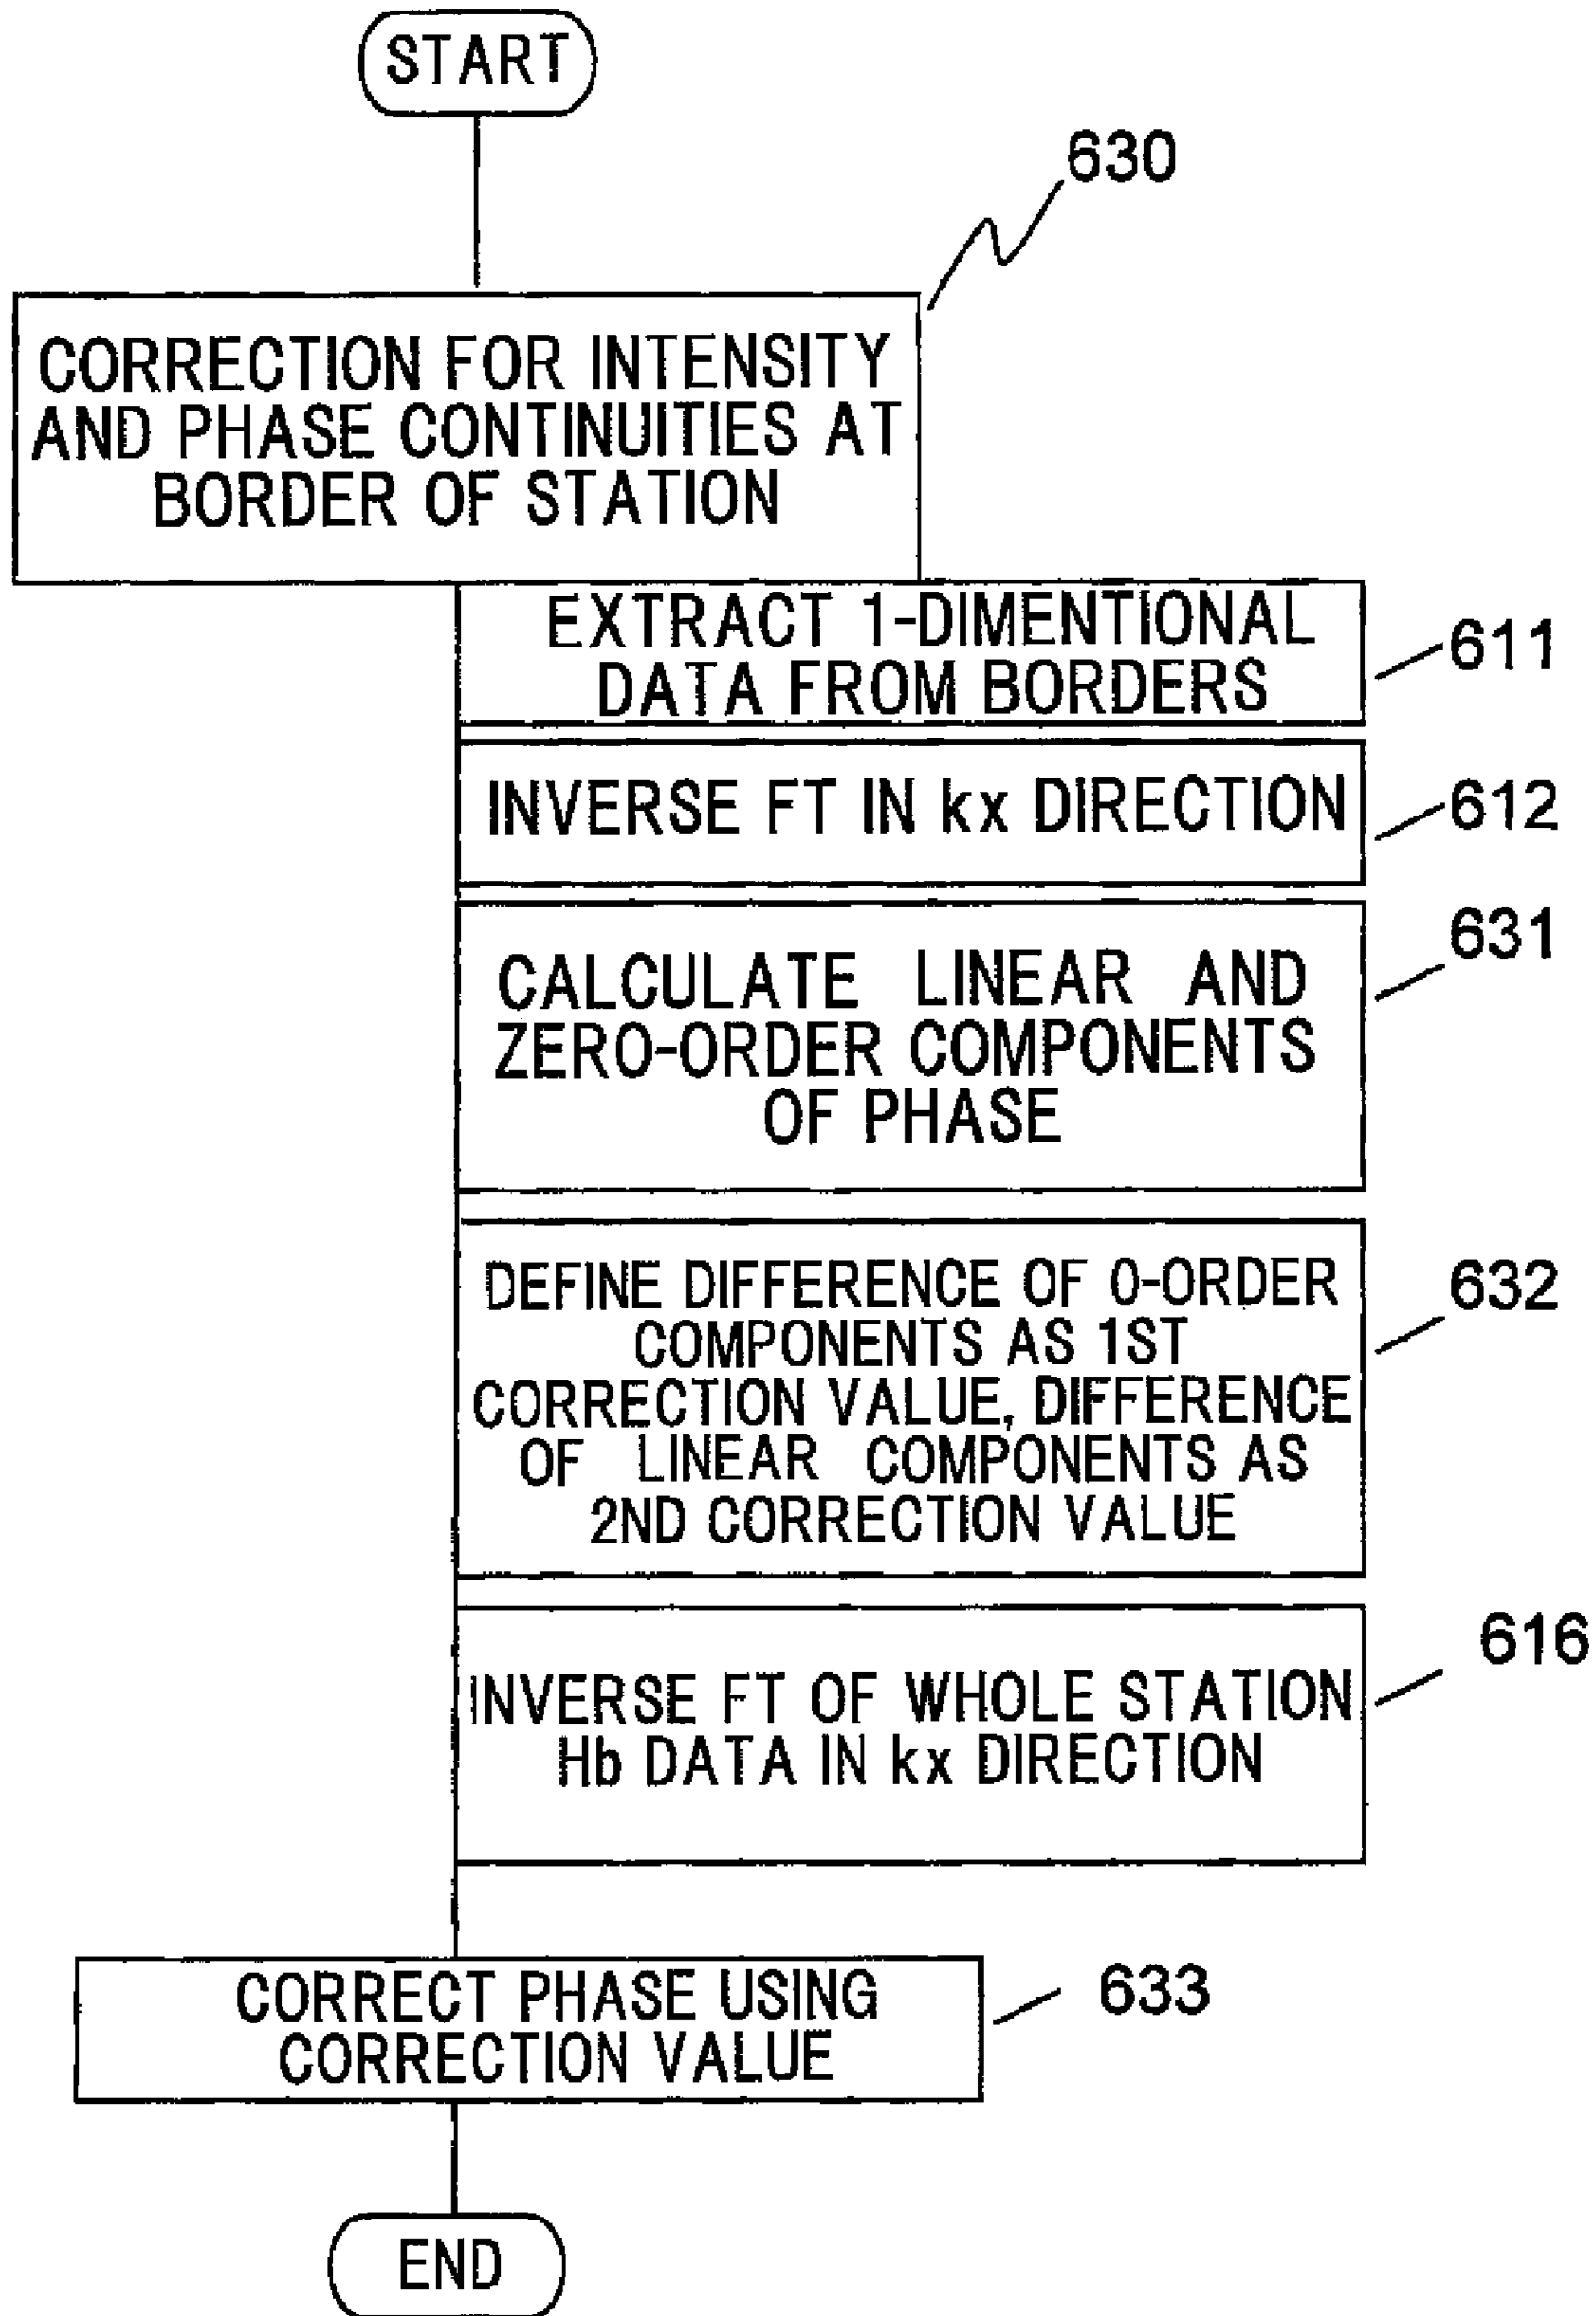 START
630
CORRECTION FOR INTENSITY
AND PHASE CONTINUITIES AT
BORDER OF STATION
EXTRACT 1-DIMENTIONAL
DATA FROM BORDERS
611
INVERSE FT IN kx DIRECTION
612
CALCULATE LINEAR AND
ZERO-ORDER COMPONENTS
OF PHASE
631
DEFINE DIFFERENCE OF 0-ORDER
COMPONENTS AS 1ST
CORRECTION VALUE, DIFFERENCE
OF LINEAR COMPONENTS AS
2ND CORRECTION VALUE
632
INVERSE FT OF WHOLE STATION
Hb DATA IN kx DIRECTION
616
CORRECT PHASE USING
CORRECTION VALUE
633
END